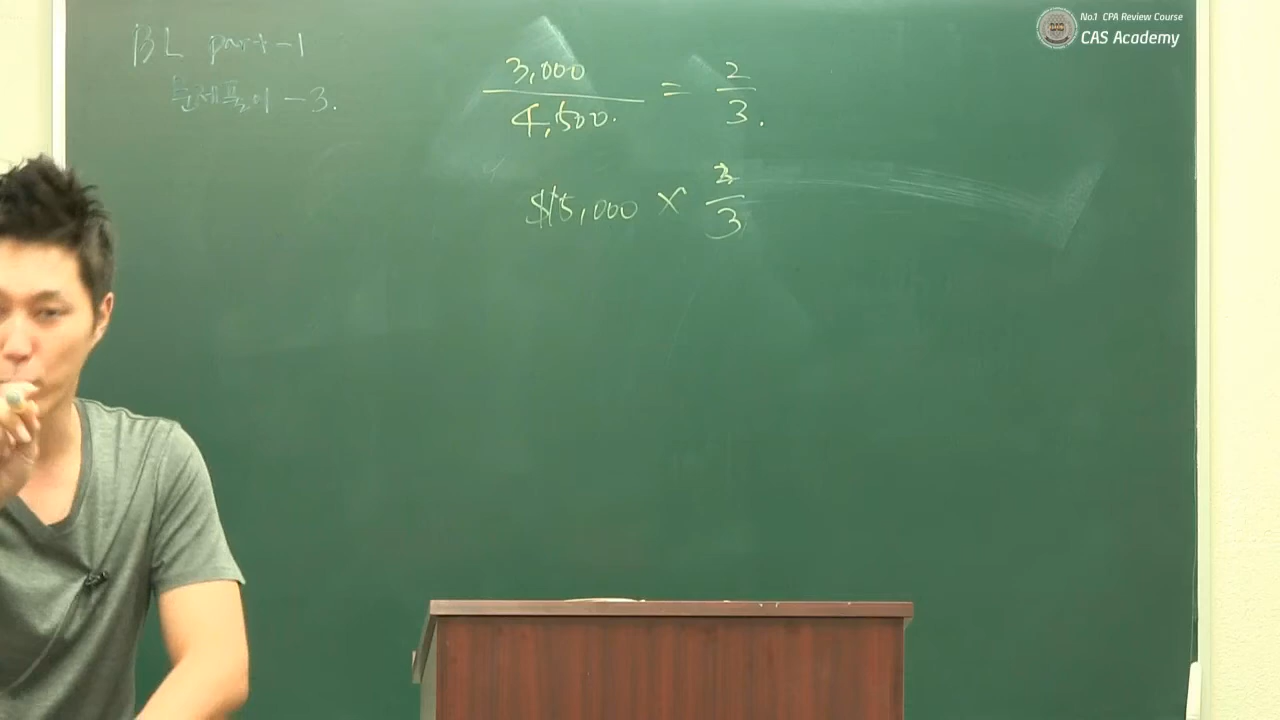 No.1 CPA Review Course
CAS Academy
BL part-1
문제풀이 -3.
3,000
4,500.
= 2
3.
$15,000 × 2
3